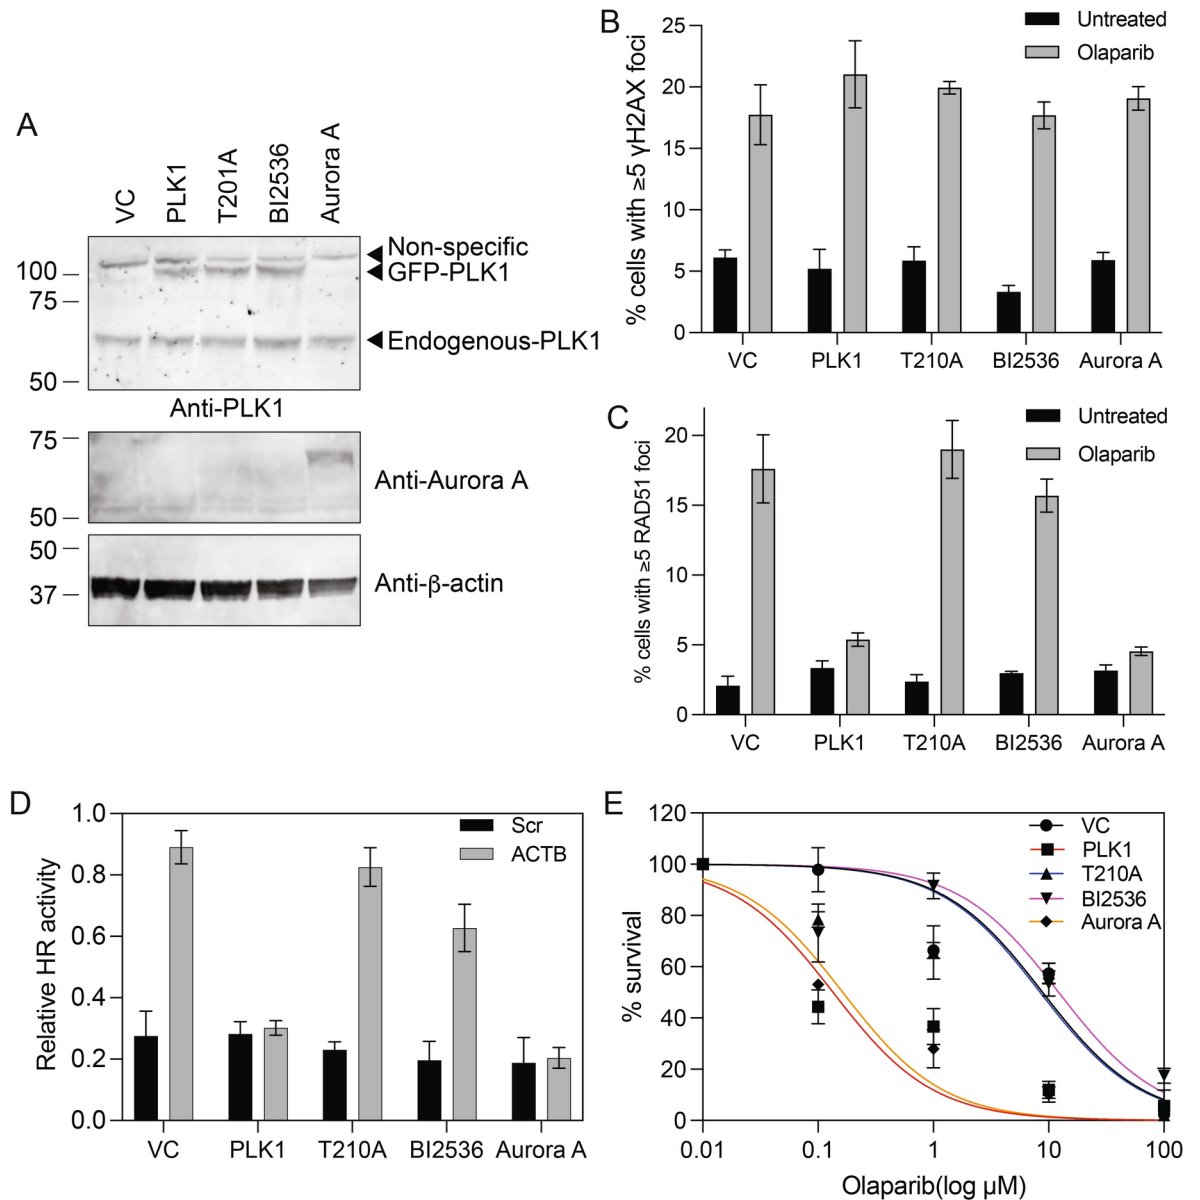 A
VC
PLK1
T201A
BI2536
Aurora A
100
75
50
Non-specific
GFP-PLK1
Endogenous-PLK1
Anti-PLK1
75
50
Anti-Aurora A
50
37
Anti-β-actin
B
% cells with ≥5 γH2AX foci
25
20
15
10
5
0
Untreated
Olaparib
VC PLK1 T210A BI2536 Aurora A
C
% cells with ≥5 RAD51 foci
20
15
10
5
0
Untreated
Olaparib
VC PLK1 T210A BI2536 Aurora A
D
Relative HR activity
1.0
0.8
0.6
0.4
0.2
0.0
Scr
ACTB
VC PLK1 T210A BI2536 Aurora A
E
% survival
120
100
80
60
40
20
0
VC
PLK1
T210A
BI2536
Aurora A
0.01 0.1 1 10 100
Olaparib(log µM)